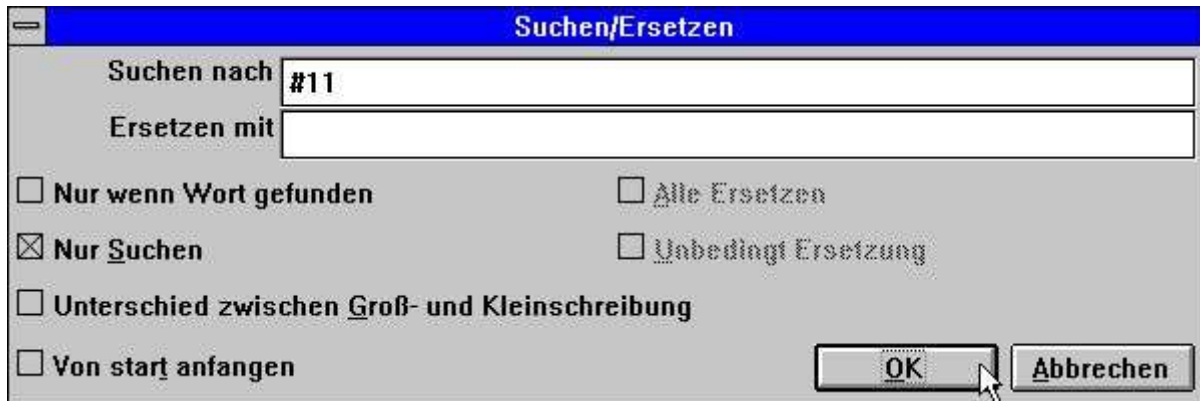 Suchen/Ersetzen
Suchen nach #11
Ersetzen mit
Nur wenn Wort gefunden Alle Ersetzen
Nur Suchen Unbedingt Ersetzung
Unterschied zwischen Groß- und Kleinschreibung
Von start anfangen OK Abbrechen